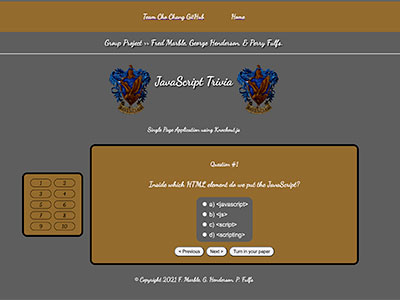 Team Cho Chang GitHub Home
Group Project >> Fred Marble, George Henderson, & Perry Fulfs.
JavaScript Trivia
Single Page Application using Knockout.js
Question #1
Inside which HTML element do we put the JavaScript?
a) <javascript>
b) <js>
c) <script>
d) <scripting>
1 2
3 4
5 6
7 8
9 10
< Previous Next > Turn in your paper
© Copyright 2021 F. Marble, G. Henderson, P. Fulfs